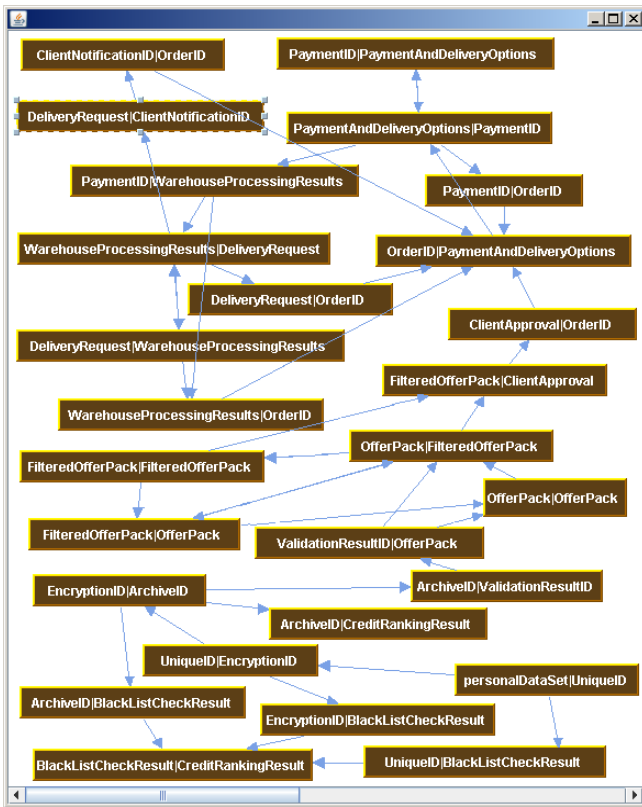 ClientNotificationID|OrderID
PaymentID|PaymentAndDeliveryOptions
DeliveryRequest|ClientNotificationID
PaymentAndDeliveryOptions|PaymentID
PaymentID|WarehouseProcessingResults
PaymentID|OrderID
WarehouseProcessingResults|DeliveryRequest
OrderID|PaymentAndDeliveryOptions
DeliveryRequest|OrderID
ClientApproval|OrderID
DeliveryRequest|WarehouseProcessingResults
FilteredOfferPack|ClientApproval
WarehouseProcessingResults|OrderID
OfferPack|FilteredOfferPack
FilteredOfferPack|FilteredOfferPack
OfferPack|OfferPack
FilteredOfferPack|OfferPack
ValidationResultID|OfferPack
EncryptionID|ArchiveID
ArchiveID|ValidationResultID
ArchiveID|CreditRankingResult
UniqueID|EncryptionID
personalDataSet|UniqueID
ArchiveID|BlackListCheckResult
EncryptionID|BlackListCheckResult
BlackListCheckResult|CreditRankingResult
UniqueID|BlackListCheckResult